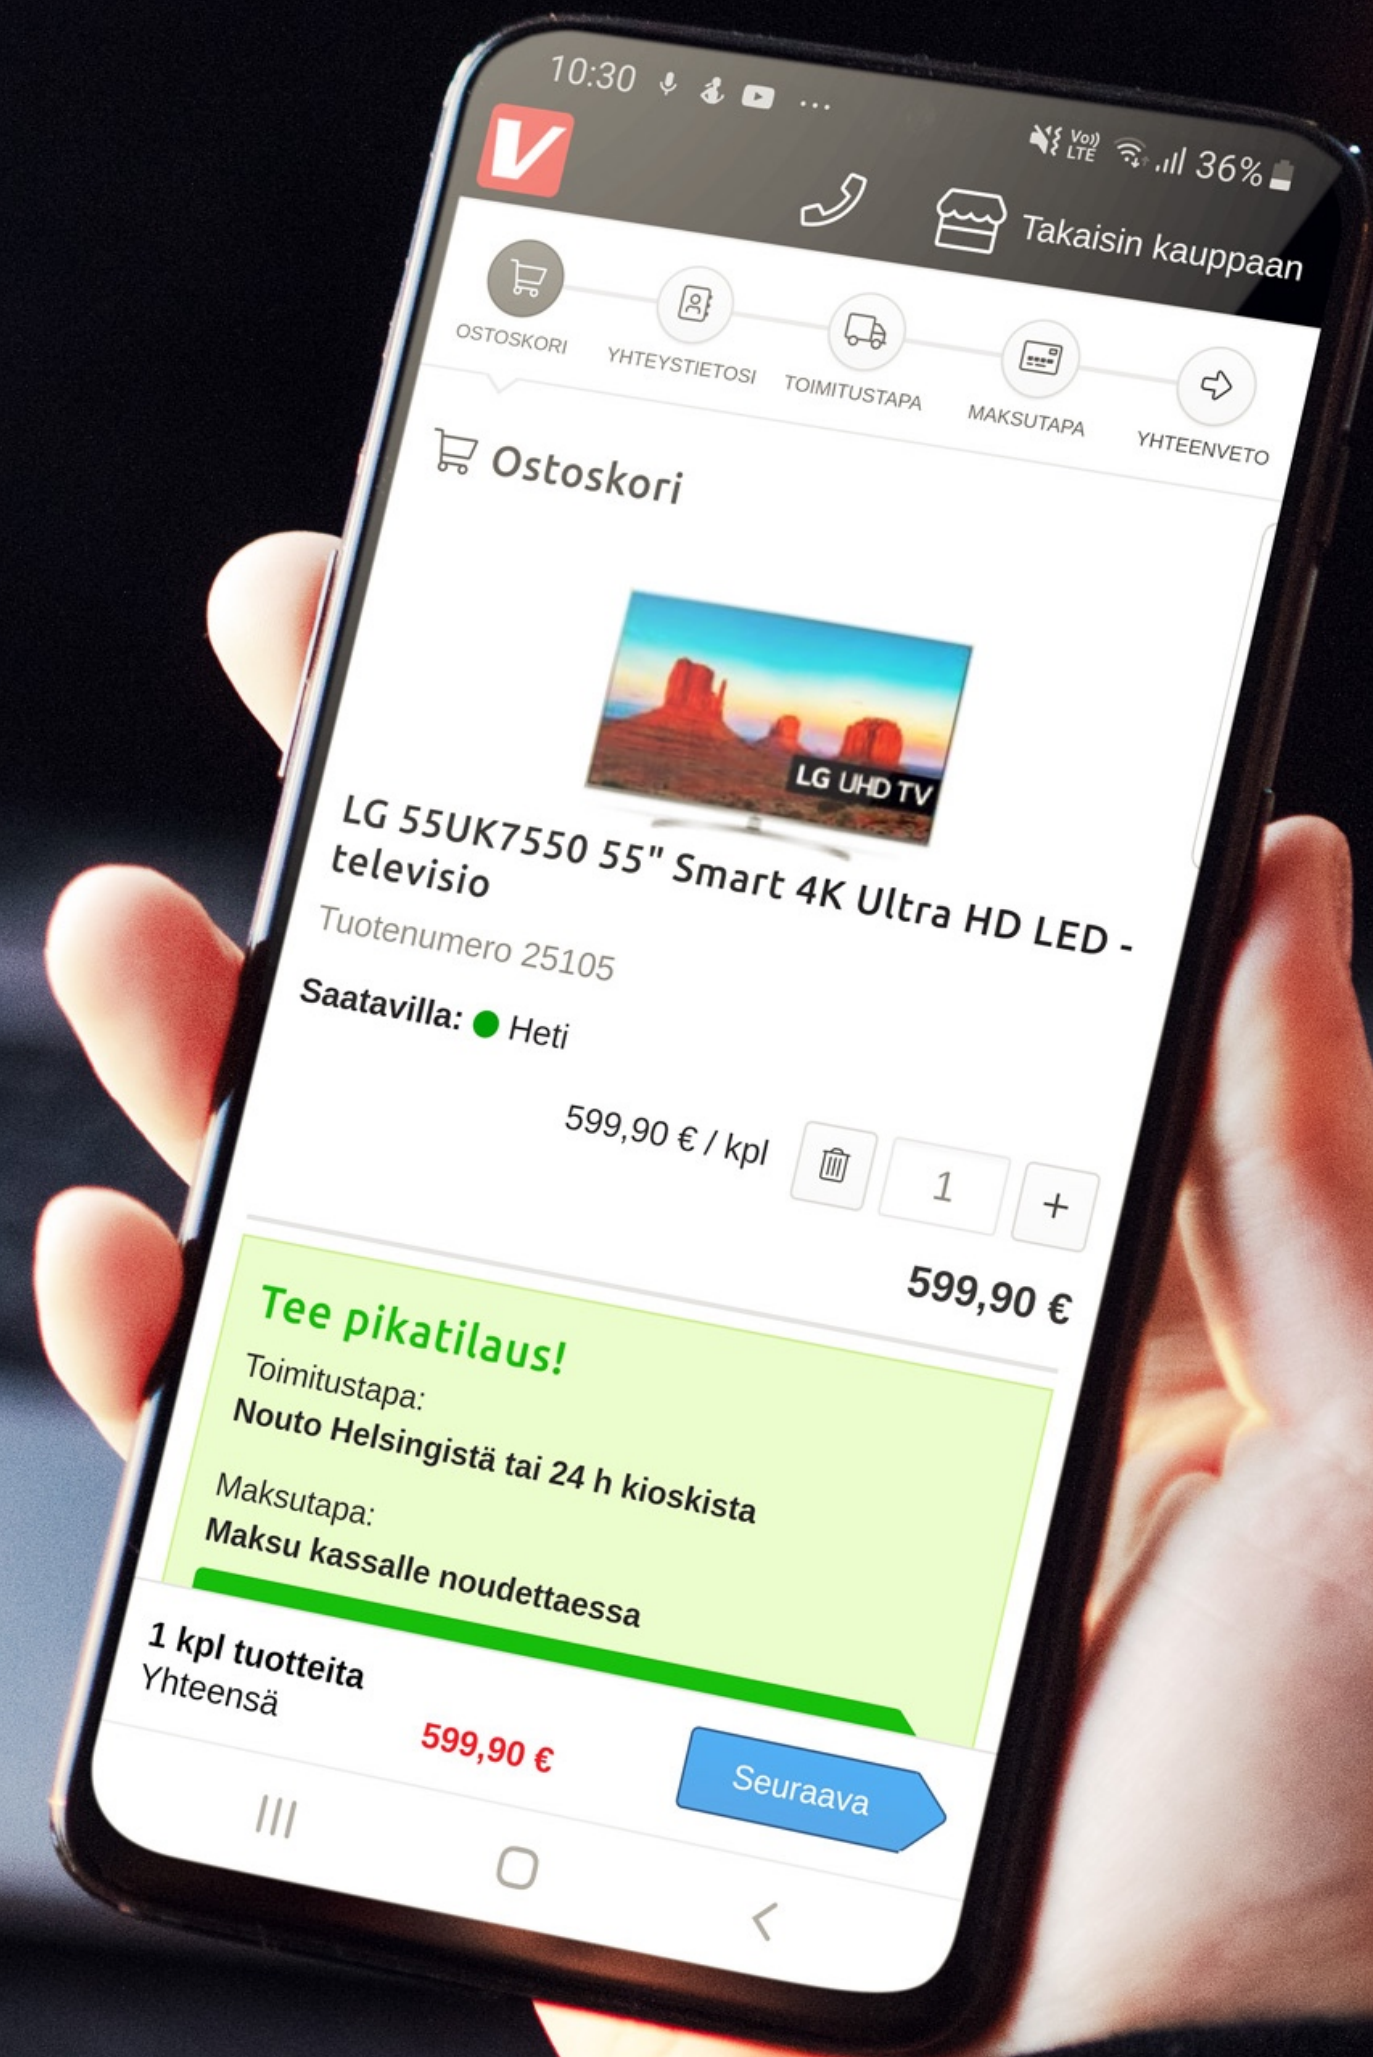 10:30
Vo)) LTE
36%
V
Takaisin kauppaan
OSTOSKORI
YHTEYSTIETOSI
TOIMITUSTAPA
MAKSUTAPA
YHTEENVETO
Ostoskori
LG UHD TV
LG 55UK7550 55" Smart 4K Ultra HD LED -
televisio
Tuotenumero 25105
Saatavilla: Heti
599,90 € / kpl
1
+
599,90 €
Tee pikatilaus!
Toimitustapa:
Nouto Helsingistä tai 24 h kioskista
Maksutapa:
Maksu kassalle noudettaessa
1 kpl tuotteita
Yhteensä
599,90 €
Seuraava